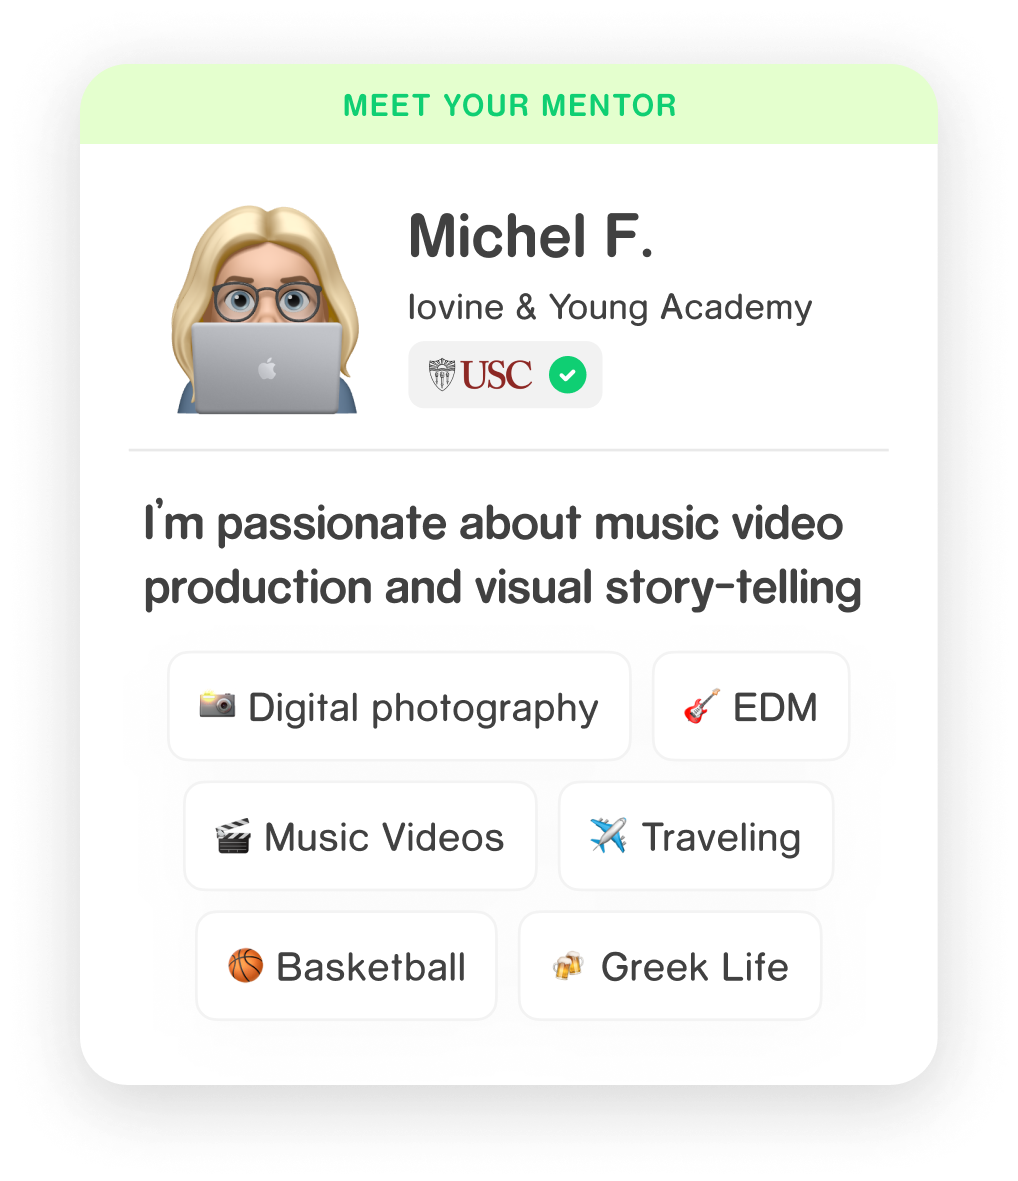 MEET YOUR MENTOR
Michel F.
Iovine & Young Academy
USC
I'm passionate about music video
production and visual story-telling
Digital photography
EDM
Music Videos
Traveling
Basketball
Greek Life